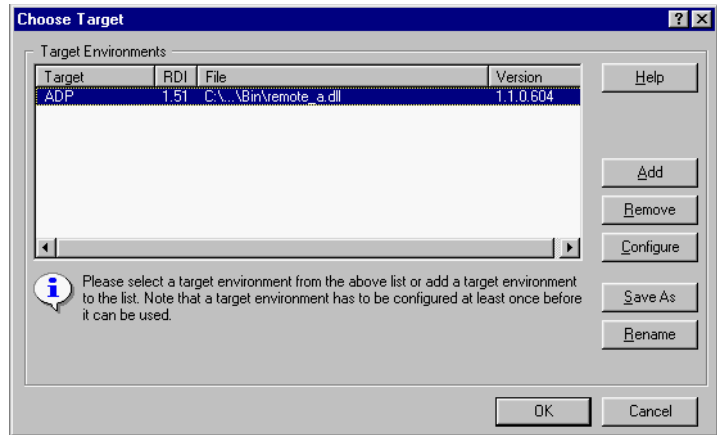 Choose Target
Target Environments
Target RDI File Version
ADP 1.51 C:\...\Bin\remote_a.dll 1.1.0.604
Help
Add
Remove
Configure
Please select a target environment from the above list or add a target environment
to the list. Note that a target environment has to be configured at least once before
it can be used.
Save As
Rename
OK Cancel